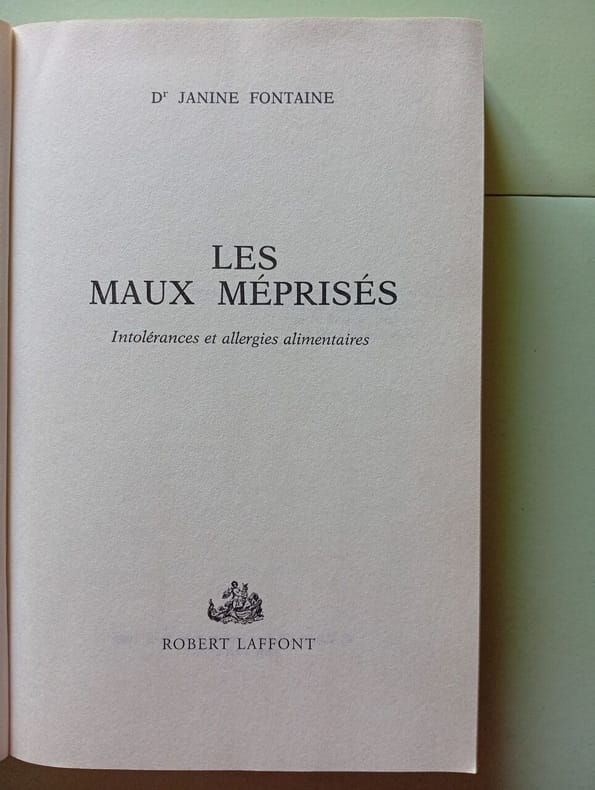 Dr JANINE FONTAINE
LES
MAUX MÉPRISÉS
Intolérances et allergies alimentaires
ROBERT LAFFONT